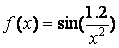 f(x) = sin(1.2/x²)